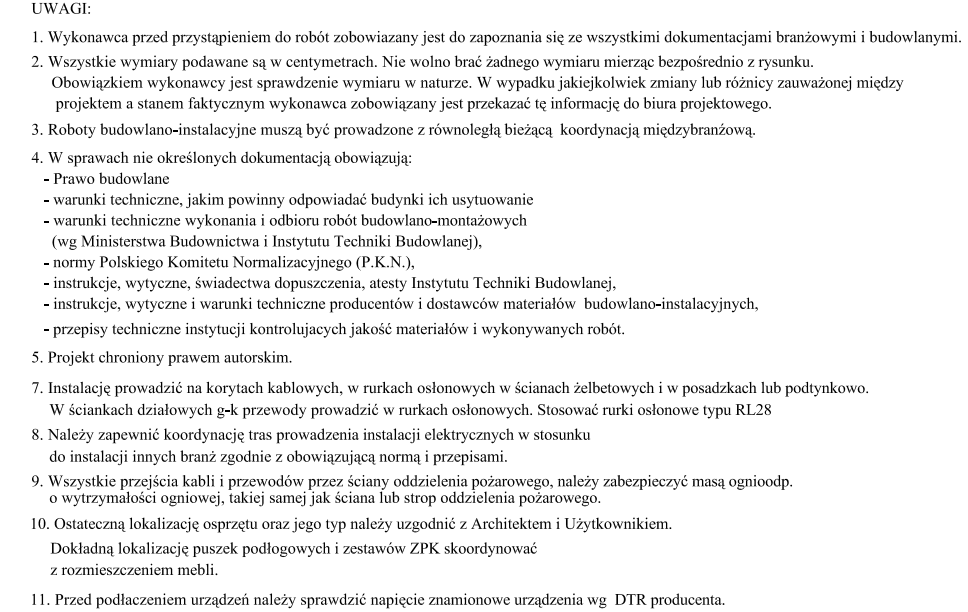 UWAGI:
1. Wykonawca przed przystąpieniem do robót zobowiazany jest do zapoznania się ze wszystkimi dokumentacjami branżowymi i budowlanymi.
2. Wszystkie wymiary podawane są w centymetrach. Nie wolno brać żadnego wymiaru mierząc bezpośrednio z rysunku.
Obowiązkiem wykonawcy jest sprawdzenie wymiaru w naturze. W wypadku jakiejkolwiek zmiany lub różnicy zauważonej między
projektem a stanem faktycznym wykonawca zobowiązany jest przekazać tę informację do biura projektowego.
3. Roboty budowlano-instalacyjne muszą być prowadzone z równoległą bieżącą koordynacją międzybranźową.
4. W sprawach nie określonych dokumentacją obowiązują:
- Prawo budowlane
- warunki techniczne, jakim powinny odpowiadać budynki ich usytuowanie
- warunki techniczne wykonania i odbioru robót budowlano-montażowych
(wg Ministerstwa Budownictwa i Instytutu Techniki Budowlanej),
- normy Polskiego Komitetu Normalizacyjnego (P.K.N.),
- instrukcje, wytyczne, świadectwa dopuszczenia, atesty Instytutu Techniki Budowlanej,
- instrukcje, wytyczne i warunki techniczne producentów i dostawców materiałów budowlano-instalacyjnych,
- przepisy techniczne instytucji kontrolujacych jakość materiałów i wykonywanych robót.
5. Projekt chroniony prawem autorskim.
7. Instalację prowadzić na korytach kablowych, w rurkach osłonowych w ścianach żelbetowych i w posadzkach lub podtynkowo.
W ściankach działowych g-k przewody prowadzić w rurkach osłonowych. Stosować rurki osłonowe typu RL28
8. Należy zapewnić koordynację tras prowadzenia instalacji elektrycznych w stosunku
do instalacji innych branż zgodnie z obowiązującą normą i przepisami.
9. Wszystkie przejścia kabli i przewodów przez ściany oddzielenia pożarowego, należy zabezpieczyć masą ognioodp.
o wytrzymałości ogniowej, takiej samej jak ściana lub strop oddzielenia pożarowego.
10. Ostateczną lokalizację osprzętu oraz jego typ należy uzgodnić z Architektem i Użytkownikiem.
Dokładną lokalizację puszek podłogowych i zestawów ZPK skoordynować
z rozmieszczeniem mebli.
11. Przed podłaczeniem urządzeń należy sprawdzić napięcie znamionowe urządzenia wg DTR producenta.